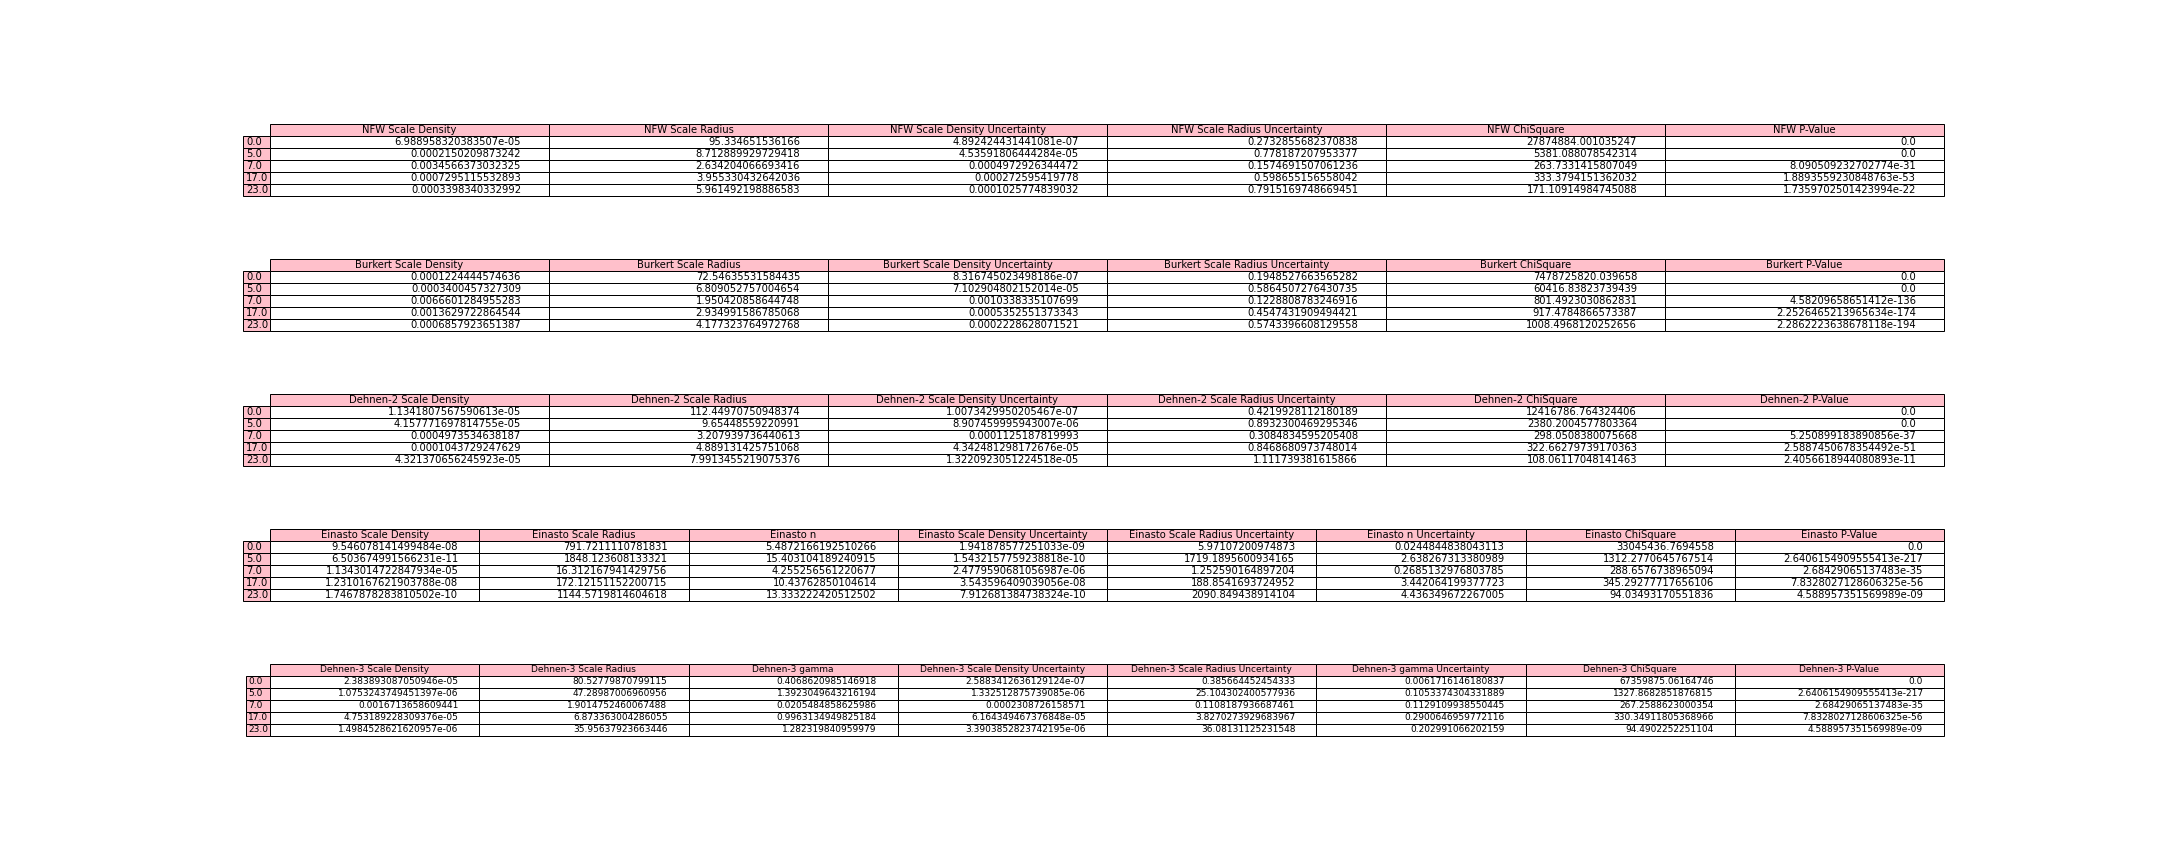 NFW Scale Density NFW Scale Radius NFW Scale Density Uncertainty NFW Scale Radius Uncertainty NFW ChiSquare NFW P-Value
0.0 6.988958320383507e-05 95.334651536166 4.892424431441081e-07 0.2732855682370838 27874884.001035247 0.0
5.0 0.0002150209873242 8.712889929729418 4.53591806444284e-05 0.778187207953377 5381.088078542314 0.0
7.0 0.0034566373032325 2.634204066693416 0.0004972926344472 0.1574691507061236 263.7331415807049 8.090509232702774e-31
17.0 0.0007295115532893 3.955330432642036 0.000272595419778 0.598655156558042 333.3794151362032 1.8893559230848763e-53
23.0 0.0003398340332992 5.961492198886583 0.0001025774839032 0.7915169748669451 171.10914984745088 1.7359702501423994e-22
Burkert Scale Density Burkert Scale Radius Burkert Scale Density Uncertainty Burkert Scale Radius Uncertainty Burkert ChiSquare Burkert P-Value
0.0 0.0001224444574636 72.54635531584435 8.316745023498186e-07 0.1948527663565282 7478725820.039658 0.0
5.0 0.0003400457327309 6.809052757004654 7.102904802152014e-05 0.5864507276430735 60416.83823739439 0.0
7.0 0.0066601284955283 1.950420858644748 0.0010338335107699 0.1228808783246916 801.4923030862831 4.58209658651412e-136
17.0 0.0013629722864544 2.934991586785068 0.0005352551373343 0.4547431909494421 917.4784866573387 2.2526465213965634e-174
23.0 0.0006857923651387 4.177323764972768 0.0002228628071521 0.5743396608129558 1008.4968120252656 2.2862223638678118e-194
Dehnen-2 Scale Density Dehnen-2 Scale Radius Dehnen-2 Scale Density Uncertainty Dehnen-2 Scale Radius Uncertainty Dehnen-2 ChiSquare Dehnen-2 P-Value
0.0 1.1341807567590613e-05 112.44970750948374 1.0073429950205467e-07 0.4219928112180189 12416786.764324406 0.0
5.0 4.157771697814755e-05 9.65448559220991 8.907459995943007e-06 0.8932300469295346 2380.2004577803364 0.0
7.0 0.0004973534638187 3.207939736440613 0.0001125187819993 0.3084834595205408 298.0508380075668 5.250899183890856e-37
17.0 0.0001043729247629 4.889131425751068 4.342481298172676e-05 0.8468680973748014 322.66279739170363 2.5887450678354492e-51
23.0 4.321370656245923e-05 7.9913455219075376 1.3220923051224518e-05 1.111739381615866 108.06117048141463 2.4056618944080893e-11
Einasto Scale Density Einasto Scale Radius Einasto n Einasto Scale Density Uncertainty Einasto Scale Radius Uncertainty Einasto n Uncertainty Einasto ChiSquare Einasto P-Value
0.0 9.546078141499484e-08 791.7211110781831 5.4872166192510266 1.941878577251033e-09 5.97107200974873 0.0244844838043113 33045436.7694558 0.0
5.0 6.503674991566231e-11 1848.123608133321 15.403104189240915 1.5432157759238818e-10 1719.1895600934165 2.638267313380989 1312.277064576751​4 2.6406154909555413e-217
7.0 1.1343014722847934e-05 16.312167941429756 4.255256561220677 2.4779590681056987e-06 1.252590164897204 0.2685132976803785 288.6576738965094 2.68429065137483e-35
17.0 1.2310167621903788e-08 172.12151152200715 10.43762850104614 3.543596409039056e-08 188.8541693724952 3.442064199377723 345.29277717656106 7.8328027128606325e-56
23.0 1.7467878283810502e-10 1144.5719814604618 13.333222420512502 7.912681384738324e-10 2090.849438914104 4.436349672267005 94.03493170551836 4.588957351569989e-09
Dehnen-3 Scale Density Dehnen-3 Scale Radius Dehnen-3 gamma Dehnen-3 Scale Density Uncertainty Dehnen-3 Scale Radius Uncertainty Dehnen-3 gamma Uncertainty Dehnen-3 ChiSquare Dehnen-3 P-Value
0.0 2.383893087050946e-05 80.52779870799115 0.4068620985146918 2.5883412636129124e-07 0.385664452454333 0.0061716146180837 67359875.06164746 0.0
5.0 1.0753243749451397e-06 47.28987006960956 1.3923049643216194 1.332512875739085e-06 25.104302400577936 0.1053374304331889 1327.8682851876815 2.6406154909555413e-217
7.0 0.0016713658609441 1.9014752460067488 0.0205484858625986 0.0002308726158571 0.1108187936687461 0.1129109938550445 267.2588623000354 2.68429065137483e-35
17.0 4.753189228309376e-05 6.873363004286055 0.9963134949825184 6.164349467376848e-05 3.8270273929683967 0.2900646959772116 330.34911805368966 7.8328027128606325e-56
23.0 1.4984528621620957e-06 35.95637923663446 1.282319840959979 3.3903852823742195e-06 36.08131125231548 0.202991066202159 94.4902252251104 4.588957351569989e-09